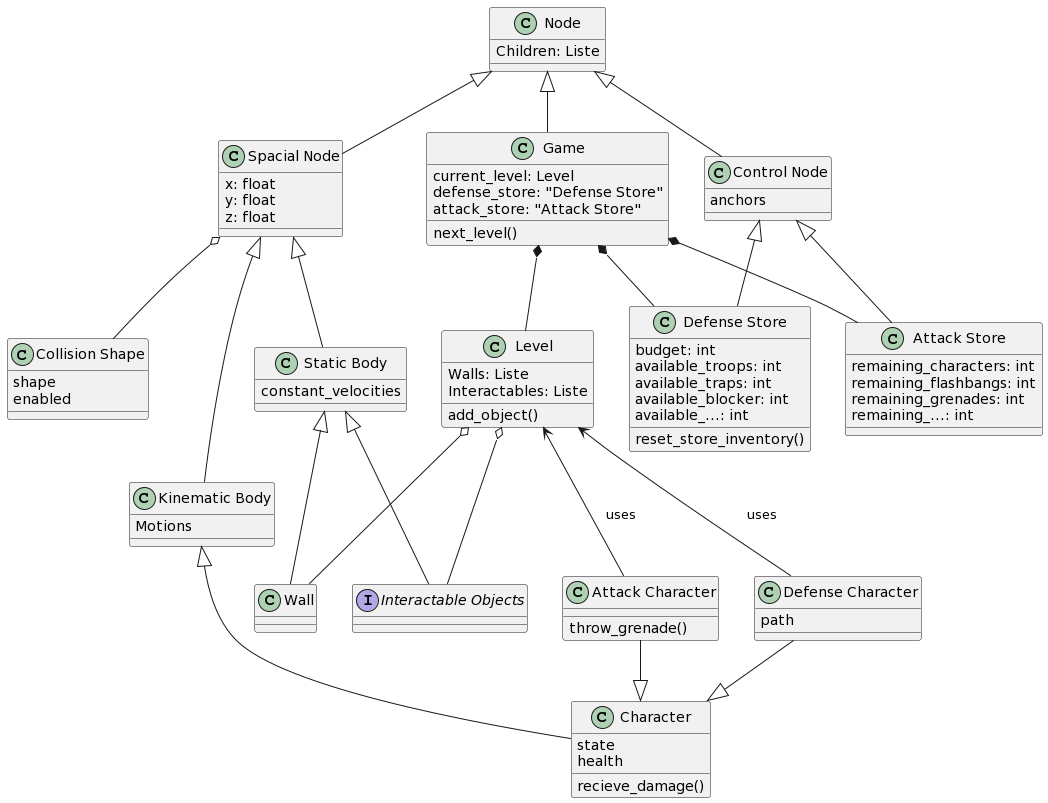 C Node
Children: Liste
C Spacial Node
x: float
y: float
z: float
C Game
current_level: Level
defense_store: "Defense Store"
attack_store: "Attack Store"
next_level()
C Control Node
anchors
C Collision Shape
shape
enabled
C Static Body
constant_velocities
C Level
Walls: Liste
Interactables: Liste
add_object()
C Defense Store
budget: int
available_troops: int
available_traps: int
available_blocker: int
available_...: int
reset_store_inventory()
C Attack Store
remaining_characters: int
remaining_flashbangs: int
remaining_grenades: int
remaining_...: int
C Kinematic Body
Motions
uses
uses
C Wall
I Interactable Objects
C Attack Character
throw_grenade()
C Defense Character
path
C Character
state
health
recieve_damage()